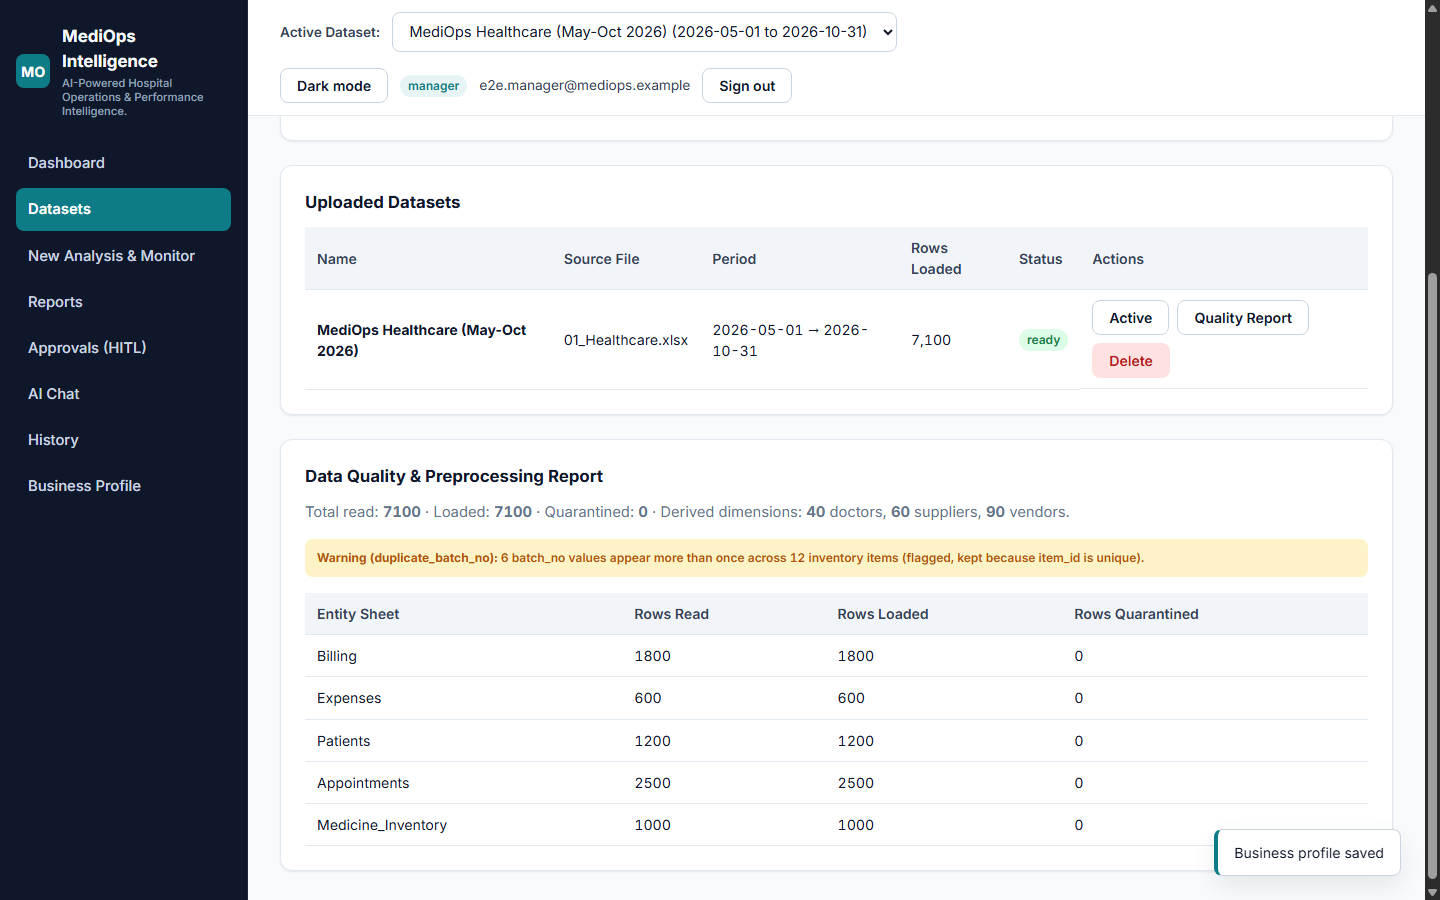 MO
MediOps
Intelligence
AI-Powered Hospital
Operations & Performance
Intelligence.
Dashboard
Datasets
New Analysis & Monitor
Reports
Approvals (HITL)
AI Chat
History
Business Profile
Active Dataset: MediOps Healthcare (May-Oct 2026) (2026-05-01 to 2026-10-31)
Dark mode manager e2e.manager@mediops.example Sign out
Uploaded Datasets
Name Source File Period Rows Loaded Status Actions
MediOps Healthcare (May-Oct 2026) 01_Healthcare.xlsx 2026-05-01 → 2026-10-31 7,100 ready Active Quality Report
Delete
Data Quality & Preprocessing Report
Total read: 7100 · Loaded: 7100 · Quarantined: 0 · Derived dimensions: 40 doctors, 60 suppliers, 90 vendors.
Warning (duplicate_batch_no): 6 batch_no values appear more than once across 12 inventory items (flagged, kept because item_id is unique).
Entity Sheet Rows Read Rows Loaded Rows Quarantined
Billing 1800 1800 0
Expenses 600 600 0
Patients 1200 1200 0
Appointments 2500 2500 0
Medicine_Inventory 1000 1000 0
Business profile saved